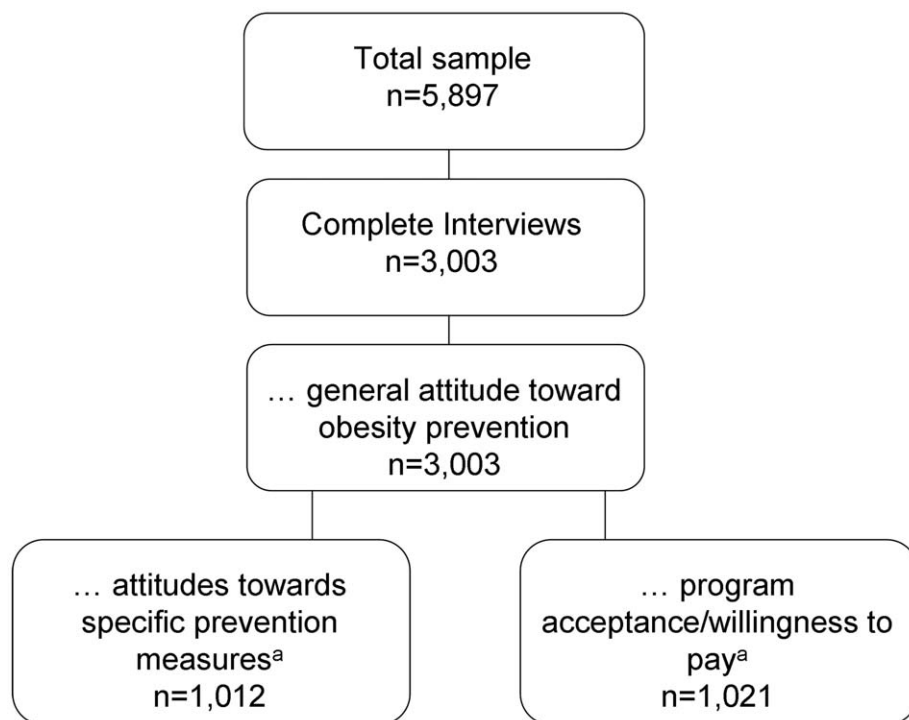 Total sample
n=5,897
Complete Interviews
n=3,003
… general attitude toward
obesity prevention
n=3,003
… attitudes towards
specific prevention
measuresᵃ
n=1,012
… program
acceptance/willingness to
payᵃ
n=1,021